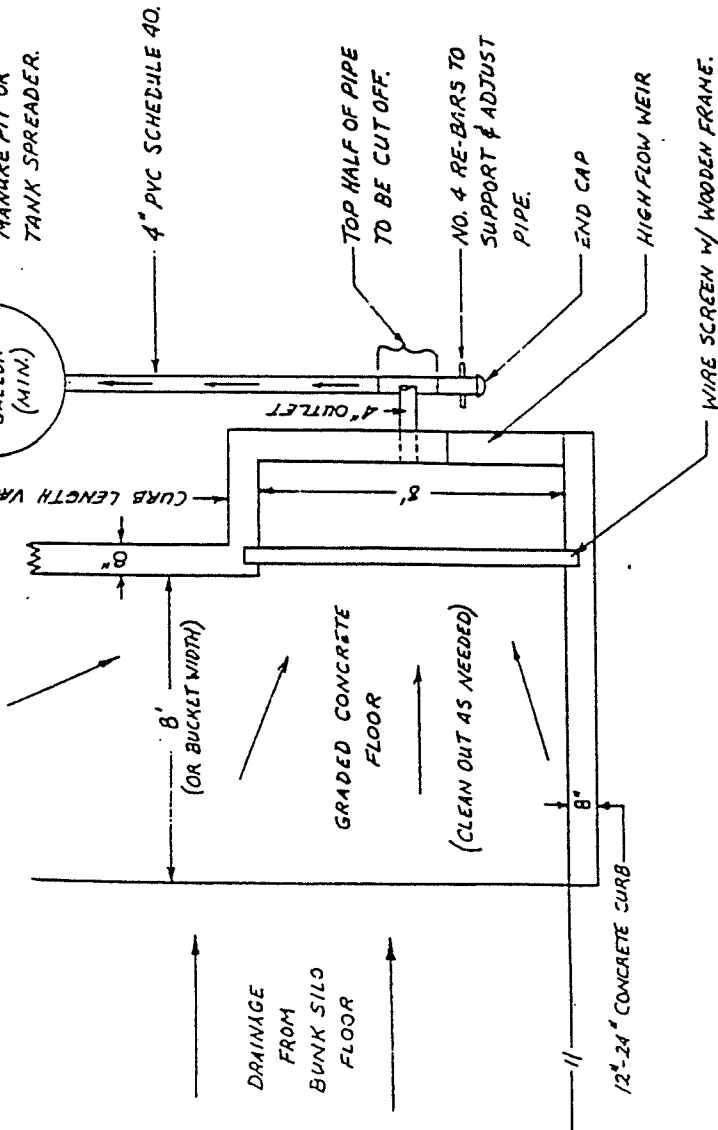 MANURE PIT OR
TANK SPREADER.
GALLON
(MIN.)
4" PVC SCHEDULE 40.
TOP HALF OF PIPE
TO BE CUT OFF.
NO. 4 RE-BARS TO
SUPPORT & ADJUST
PIPE.
END CAP
HIGH FLOW WEIR
WIRE SCREEN W/ WOODEN FRAME.
4" OUTLET
CURB LENGTH
8"
8'
8'
(OR BUCKET WIDTH)
GRADED CONCRETE
FLOOR
(CLEAN OUT AS NEEDED)
8"
DRAINAGE
FROM
BUNK SILO
FLOOR
12"-24" CONCRETE CURB